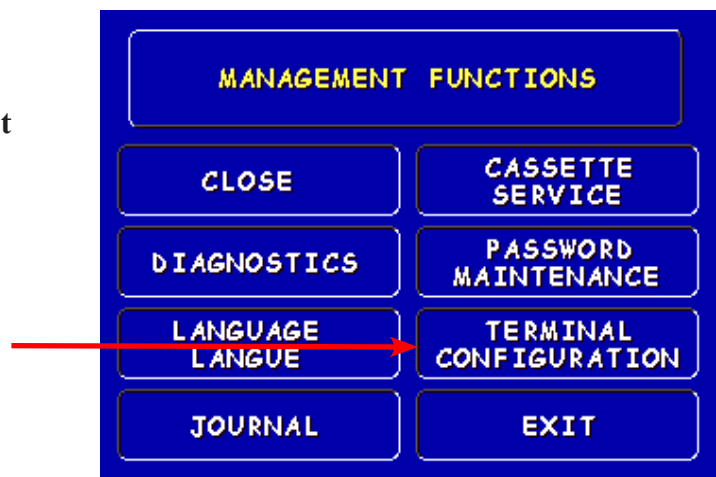 MANAGEMENT FUNCTIONS
t
CLOSE
CASSETTE
SERVICE
DIAGNOSTICS
PASSWORD
MAINTENANCE
LANGUAGE
LANGUE
TERMINAL
CONFIGURATION
JOURNAL
EXIT